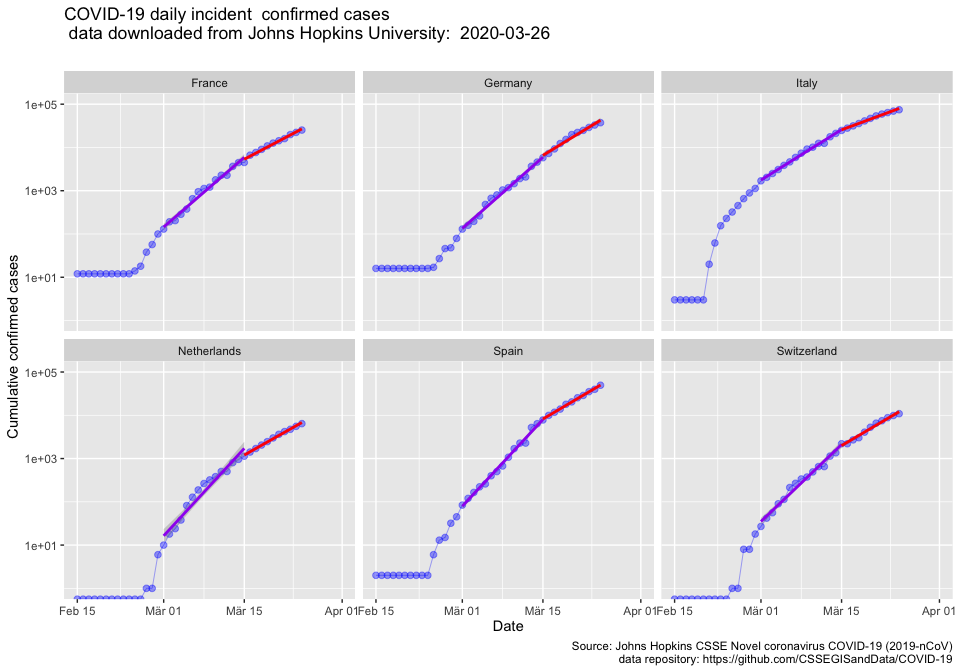 COVID-19 daily incident  confirmed cases
data downloaded from Johns Hopkins University:  2020-03-26
France
Germany
Italy
1e+05
1e+03
1e+01
Netherlands
Spain
Switzerland
1e+05
1e+03
1e+01
Cumulative confirmed cases
Feb 15
Mär 01
Mär 15
Apr 01
Feb 15
Mär 01
Mär 15
Apr 01
Feb 15
Mär 01
Mär 15
Apr 01
Date
Source: Johns Hopkins CSSE Novel coronavirus COVID-19 (2019-nCoV)
data repository: https://github.com/CSSEGISandData/COVID-19